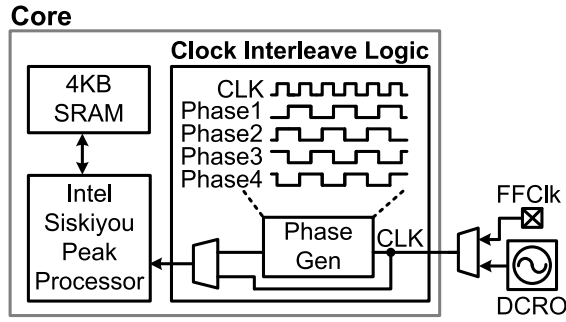 Core
Clock Interleave Logic
4KB
SRAM
CLK
Phase1
Phase2
Phase3
Phase4
Intel
Siskiyou
Peak
Processor
Phase
Gen
CLK
FFClk
DCRO